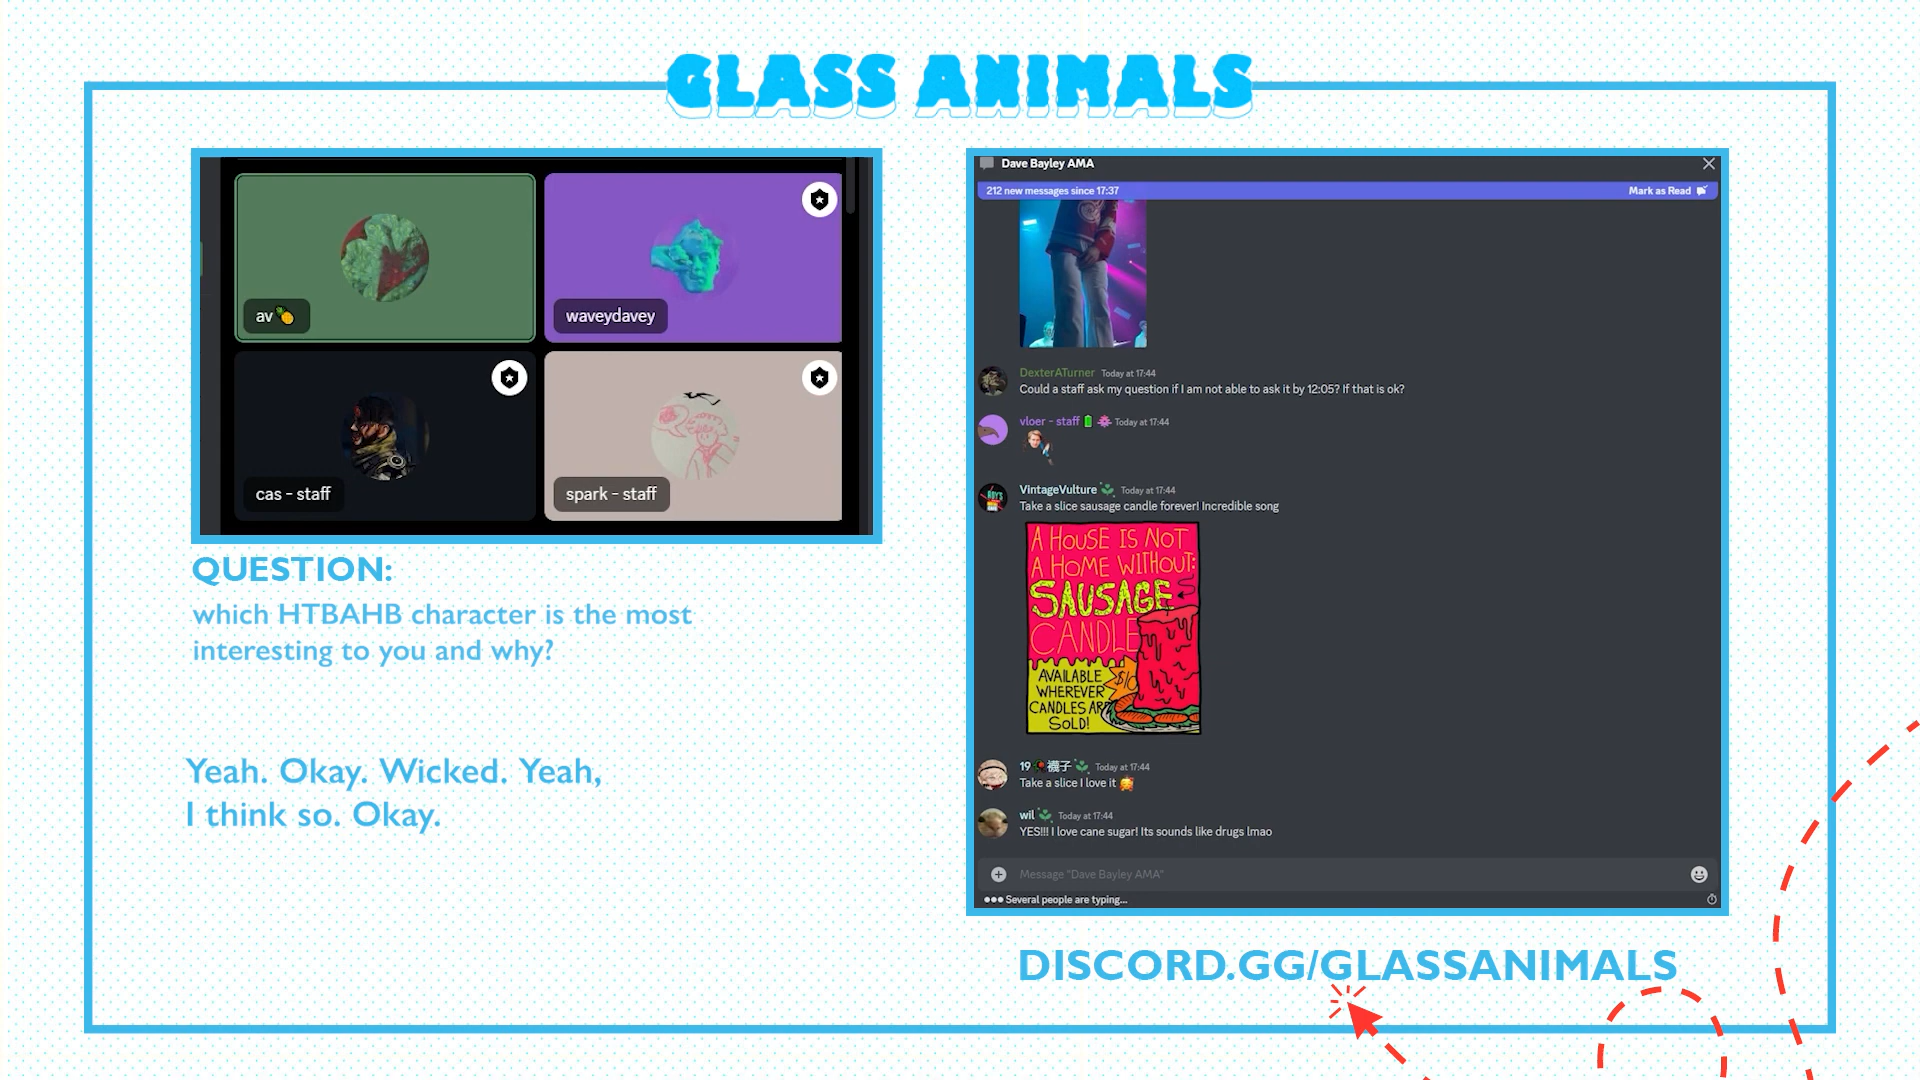 GLASS ANIMALS
av
waveydavey
cas - staff
spark - staff
QUESTION:
which HTBAHB character is the most
interesting to you and why?
Yeah. Okay. Wicked. Yeah,
I think so. Okay.
Dave Bayley AMA
212 new messages since 17:37
Mark as Read
DexterATurner Today at 17:44
Could a staff ask my question if I am not able to ask it by 12:05? If that is ok?
vloer - staff Today at 17:44
VintageVulture Today at 17:44
Take a slice sausage candle forever! Incredible song
A HOUSE IS NOT
A HOME WITHOUT:
SAUSAGE
CANDLE
AVAILABLE
WHEREVER
CANDLES ARE
SOLD!
19 襪子 Today at 17:44
Take a slice I love it
wil Today at 17:44
YES!!! I love cane sugar! Its sounds like drugs lmao
Message "Dave Bayley AMA"
Several people are typing...
DISCORD.GG/GLASSANIMALS